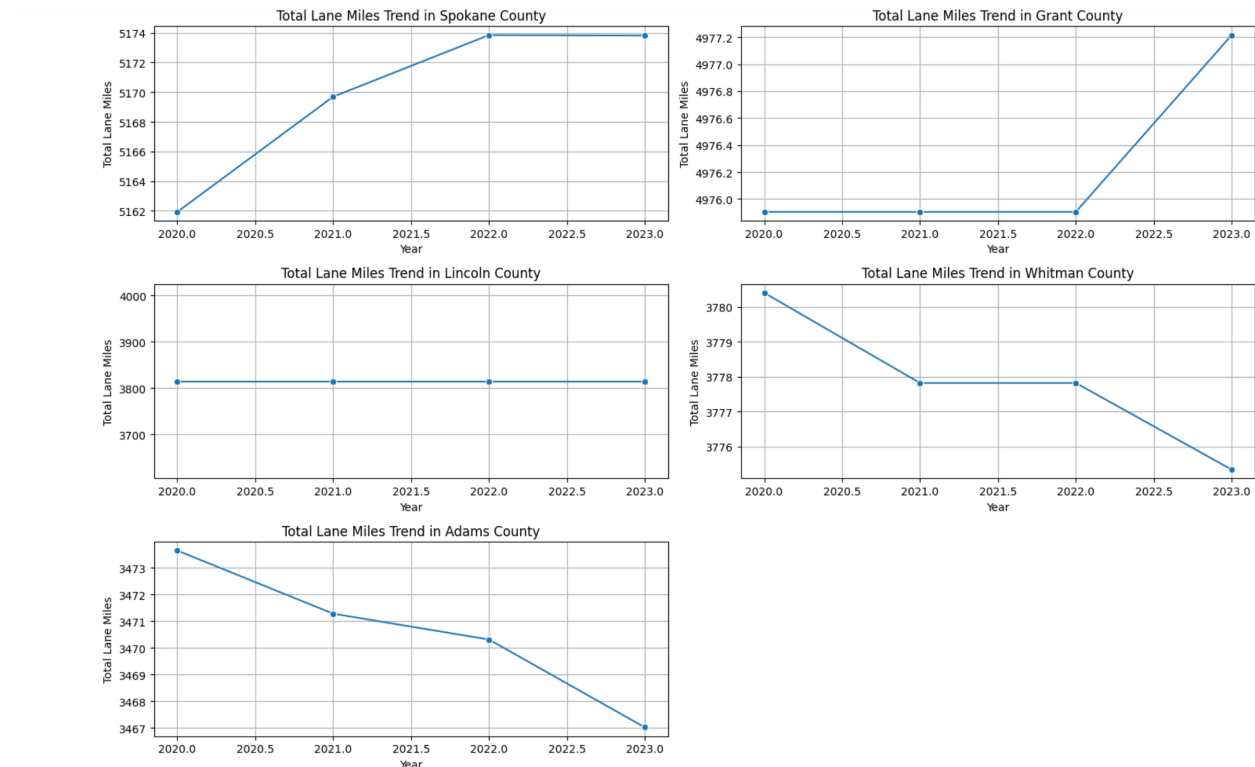 Total Lane Miles Trend in Spokane County
Total Lane Miles
5174
5172
5170
5168
5166
5164
5162
2020.0 2020.5 2021.0 2021.5 2022.0 2022.5 2023.0
Year
Total Lane Miles Trend in Grant County
Total Lane Miles
4977.2
4977.0
4976.8
4976.6
4976.4
4976.2
4976.0
2020.0 2020.5 2021.0 2021.5 2022.0 2022.5 2023.0
Year
Total Lane Miles Trend in Lincoln County
Total Lane Miles
4000
3900
3800
3700
2020.0 2020.5 2021.0 2021.5 2022.0 2022.5 2023.0
Year
Total Lane Miles Trend in Whitman County
Total Lane Miles
3780
3779
3778
3777
3776
2020.0 2020.5 2021.0 2021.5 2022.0 2022.5 2023.0
Year
Total Lane Miles Trend in Adams County
Total Lane Miles
3473
3472
3471
3470
3469
3468
3467
2020.0 2020.5 2021.0 2021.5 2022.0 2022.5 2023.0
Year